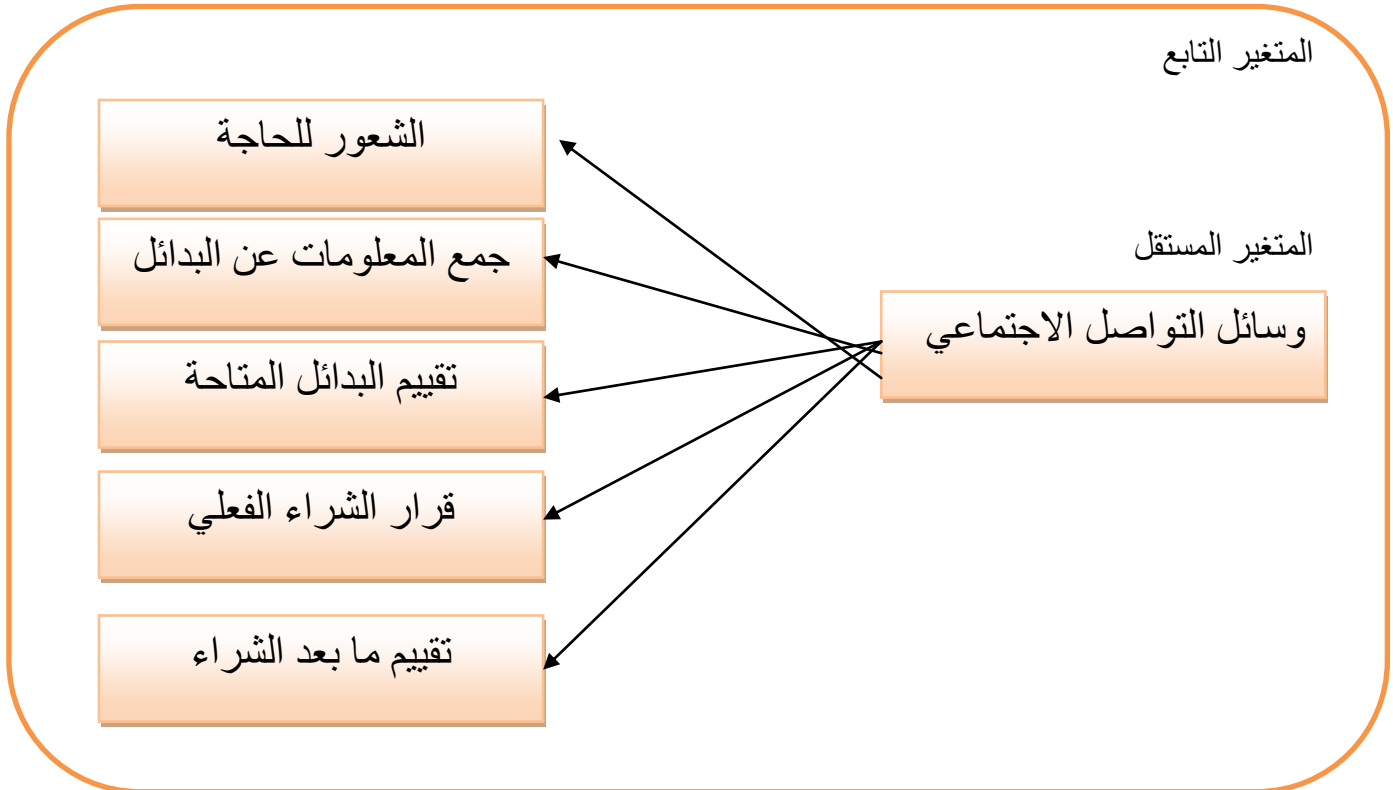 المتغير التابع
الشعور للحاجة
جمع المعلومات عن البدائل
المتغير المستقل
وسائل التواصل الاجتماعي
تقييم البدائل المتاحة
قرار الشراء الفعلي
تقييم ما بعد الشراء